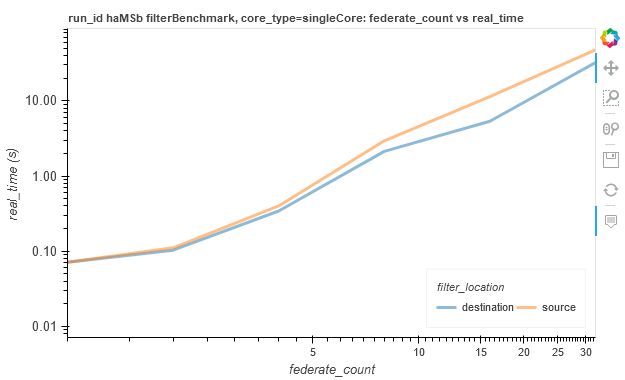 run_id haMSb filterBenchmark, core_type=singleCore: federate_count vs real_time
real_time (s)
10.00
1.00
0.10
0.01
filter_location
destination source
5 10 15 20 25 30
federate_count